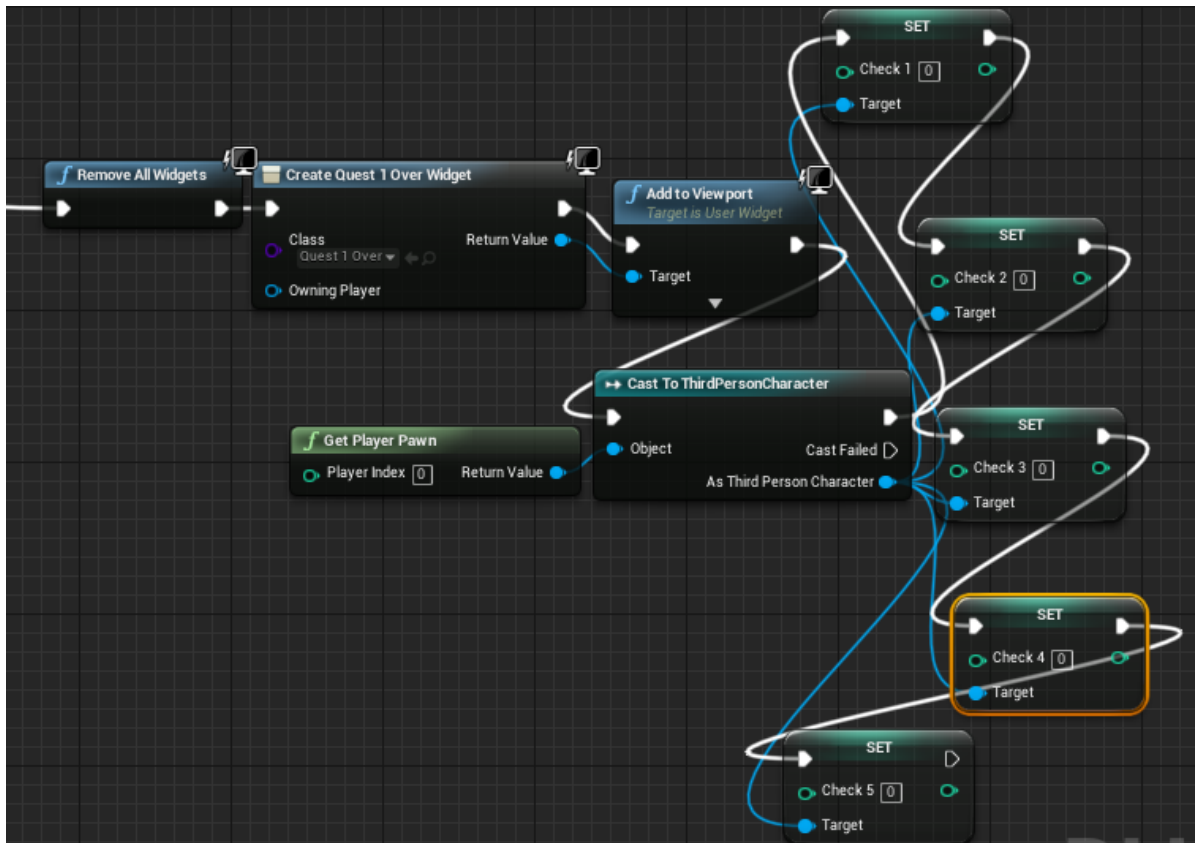 SET
Check 1 0
Target
Remove All Widgets
Create Quest 1 Over Widget
Class
Quest 1 Over
Return Value
Owning Player
Add to Viewport
Target is User Widget
Target
SET
Check 2 0
Target
Cast To ThirdPersonCharacter
Object
Cast Failed
As Third Person Character
Get Player Pawn
Player Index 0
Return Value
SET
Check 3 0
Target
SET
Check 4 0
Target
SET
Check 5 0
Target